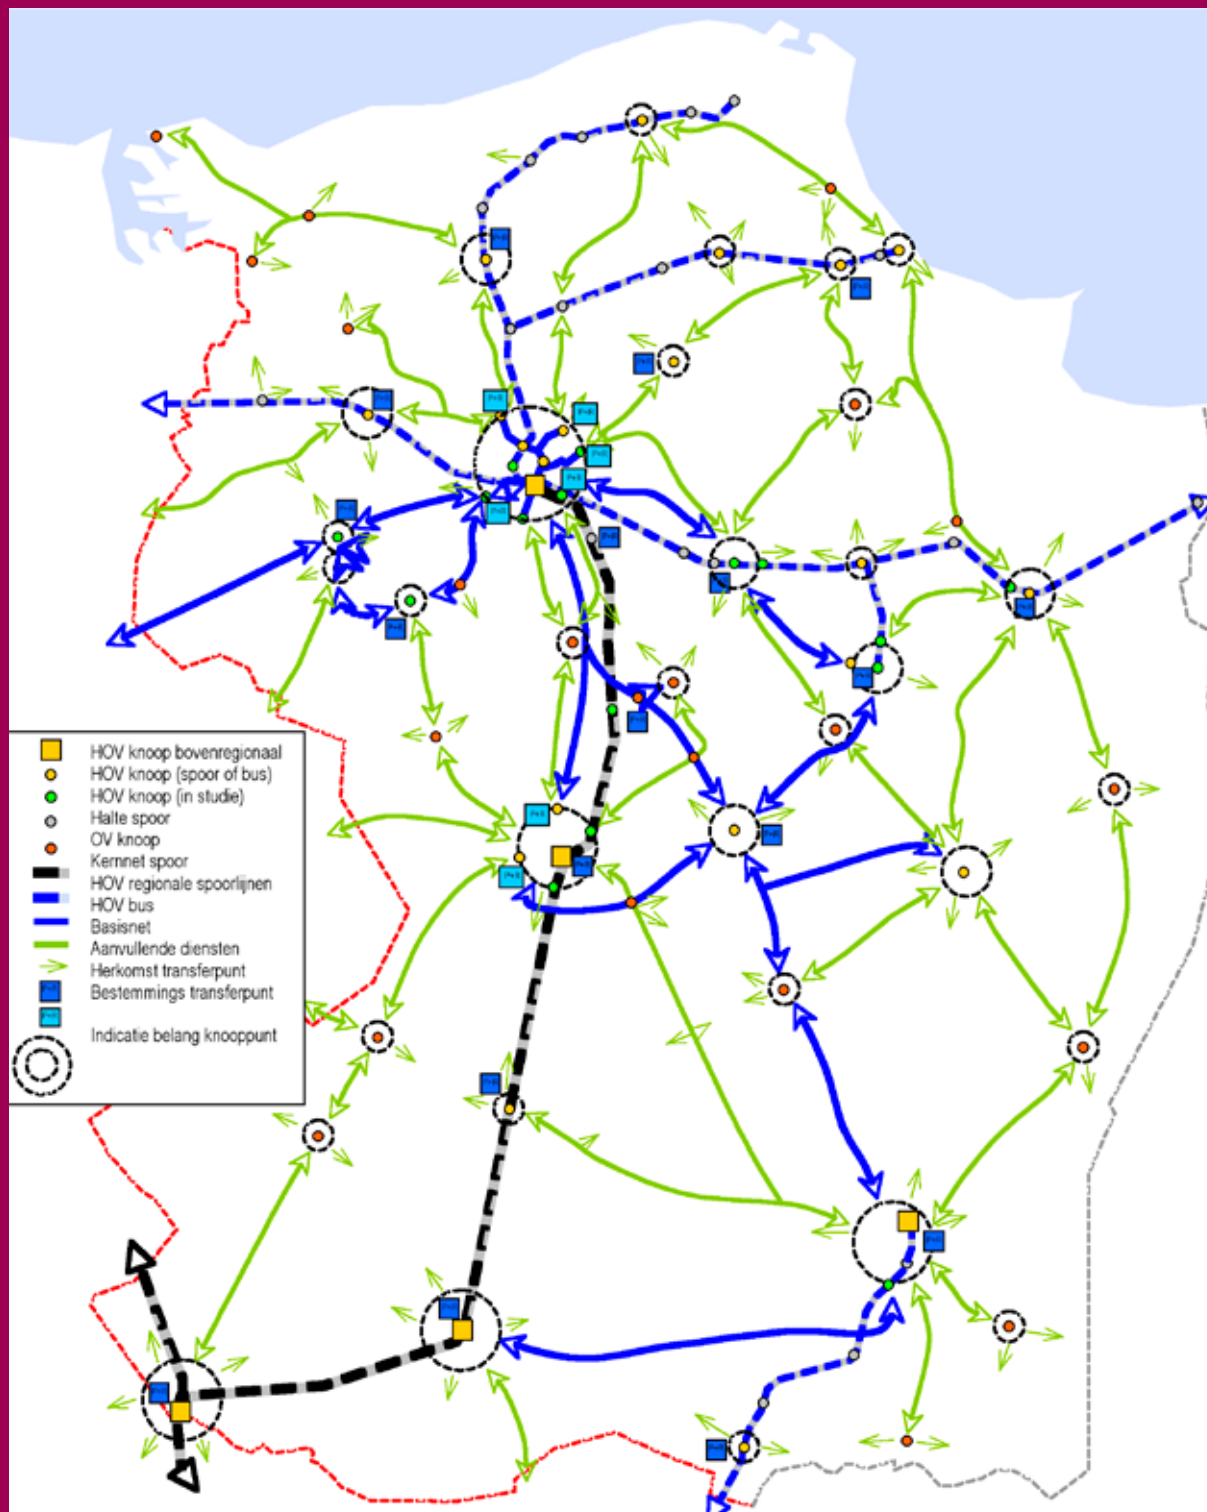 HOV knoop bovenregionaal
HOV knoop (spoor of bus)
HOV knoop (in studie)
Halte spoor
OV knoop
Kernnet spoor
HOV regionale spoorlijnen
HOV bus
Basisnet
Aanvullende diensten
Herkomst transferpunt
Bestemmings transferpunt
Indicatie belang knooppunt